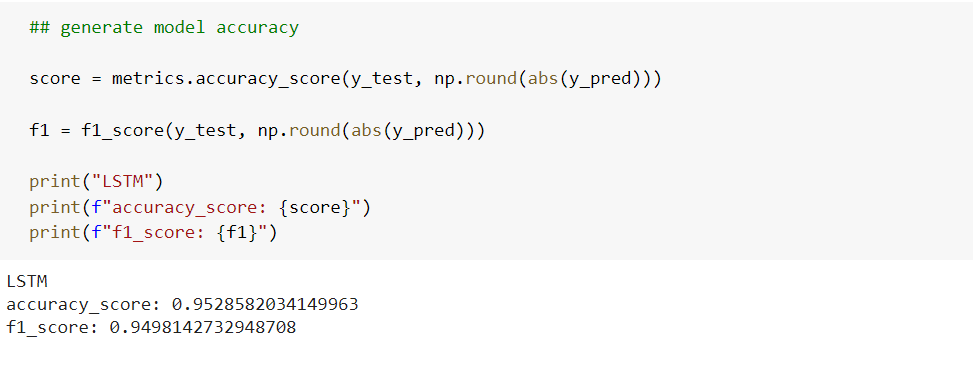 ## generate model accuracy
score = metrics.accuracy_score(y_test, np.round(abs(y_pred)))
f1 = f1_score(y_test, np.round(abs(y_pred)))
print("LSTM")
print(f"accuracy_score: {score}")
print(f"f1_score: {f1}")
LSTM
accuracy_score: 0.9528582034149963
f1_score: 0.9498142732948708